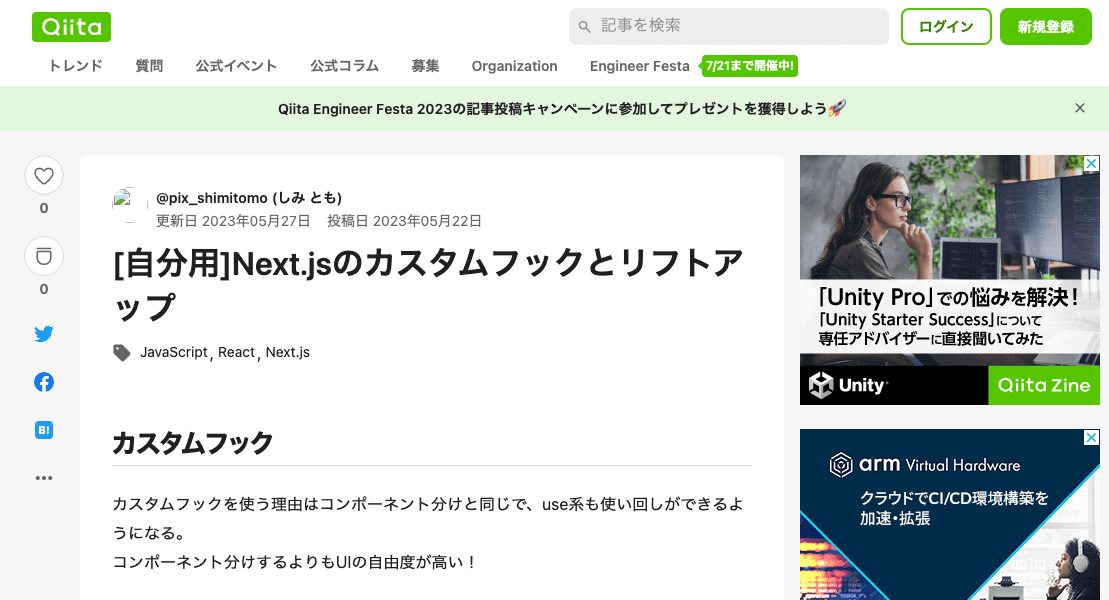 Qiita
記事を検索
ログイン
新規登録
トレンド 質問 公式イベント 公式コラム 募集 Organization Engineer Festa 7/21まで開催中!
Qiita Engineer Festa 2023の記事投稿キャンペーンに参加してプレゼントを獲得しよう🚀
0
0
B!
@pix_shimitomo (しみ とも)
更新日 2023年05月27日 投稿日 2023年05月22日
[自分用]Next.jsのカスタムフックとリフトア
ップ
JavaScript, React, Next.js
カスタムフック
カスタムフックを使う理由はコンポーネント分けと同じで、use系も使い回しができるよ
うになる。
コンポーネント分けするよりもUIの自由度が高い！
「Unity Pro」での悩みを解決！
「Unity Starter Success」について
専任アドバイザーに直接聞いてみた
Unity
Qiita Zine
arm Virtual Hardware
クラウドでCI/CD環境構築を
加速・拡張